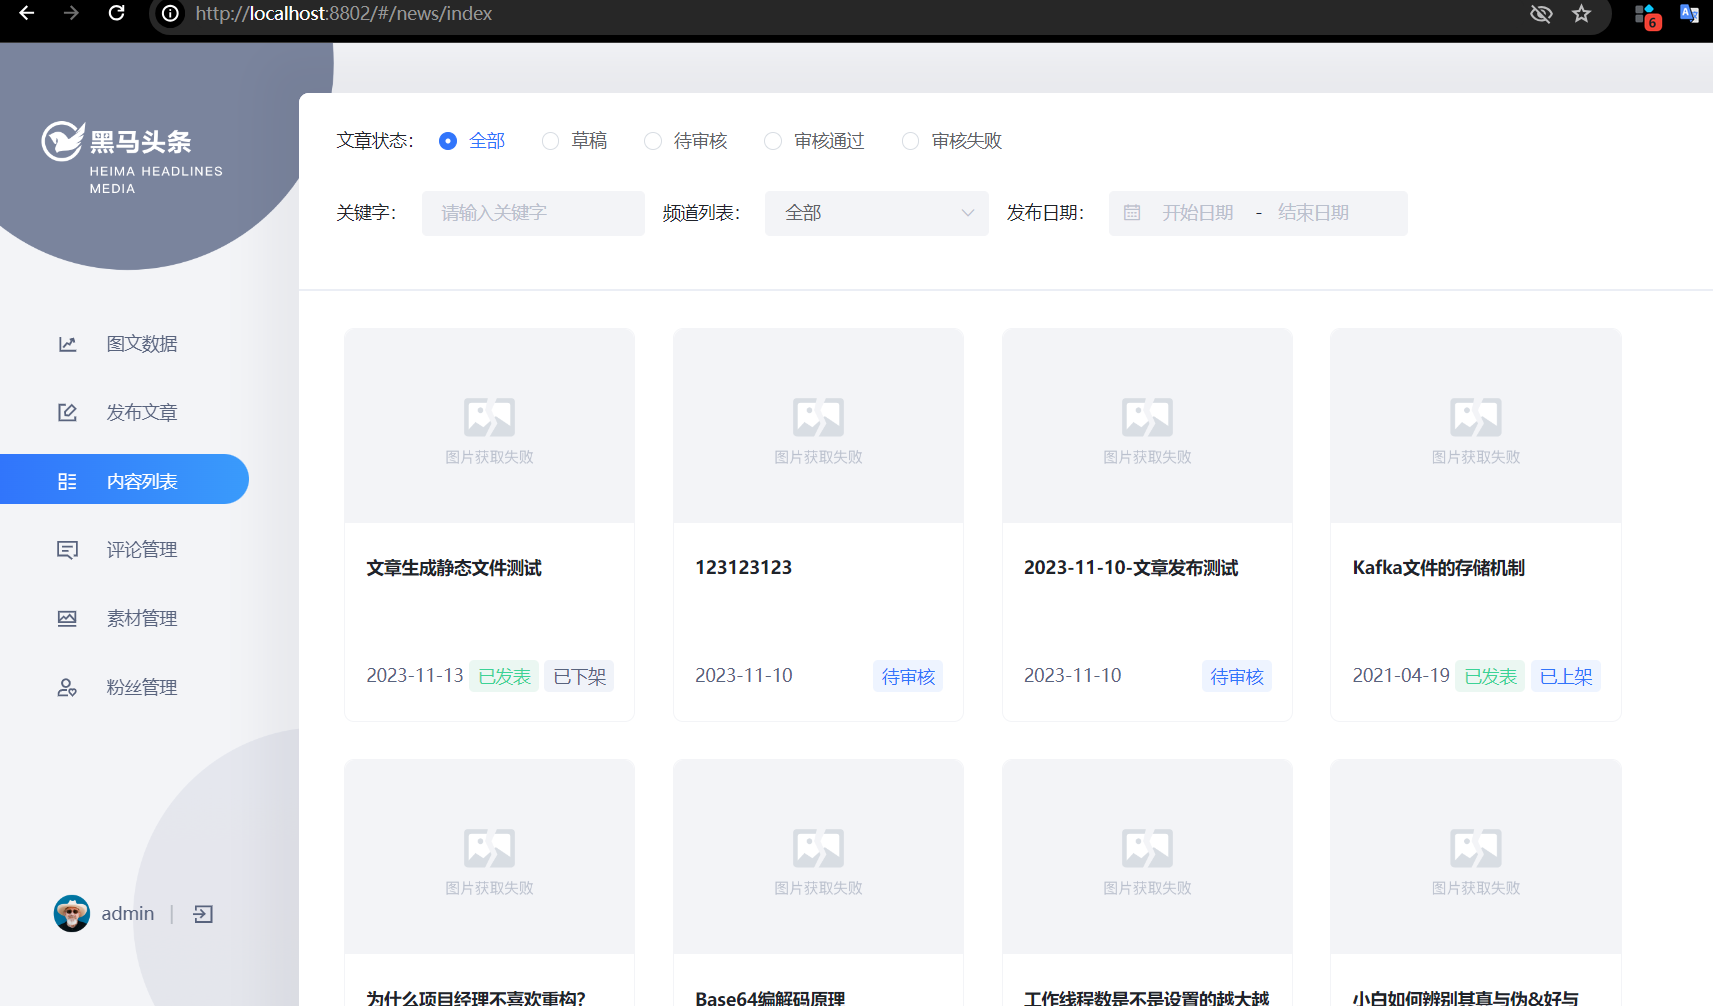 http://localhost:8802/#/news/index
6
黑马头条
HEIMA HEADLINES
MEDIA
图文数据
发布文章
内容列表
评论管理
素材管理
粉丝管理
admin
文章状态： 全部 草稿 待审核 审核通过 审核失败
关键字： 请输入关键字 频道列表： 全部 发布日期： 开始日期 - 结束日期
图片获取失败 图片获取失败 图片获取失败 图片获取失败
文章生成静态文件测试 123123123 2023-11-10-文章发布测试 Kafka文件的存储机制
2023-11-13 已发表 已下架 2023-11-10 待审核 2023-11-10 待审核 2021-04-19 已发表 已上架
图片获取失败 图片获取失败 图片获取失败 图片获取失败
为什么项目经理不喜欢重构？ Base64编解码原理 工作线程数是不是设置的越大越 小白如何辨别其真与伪&好与